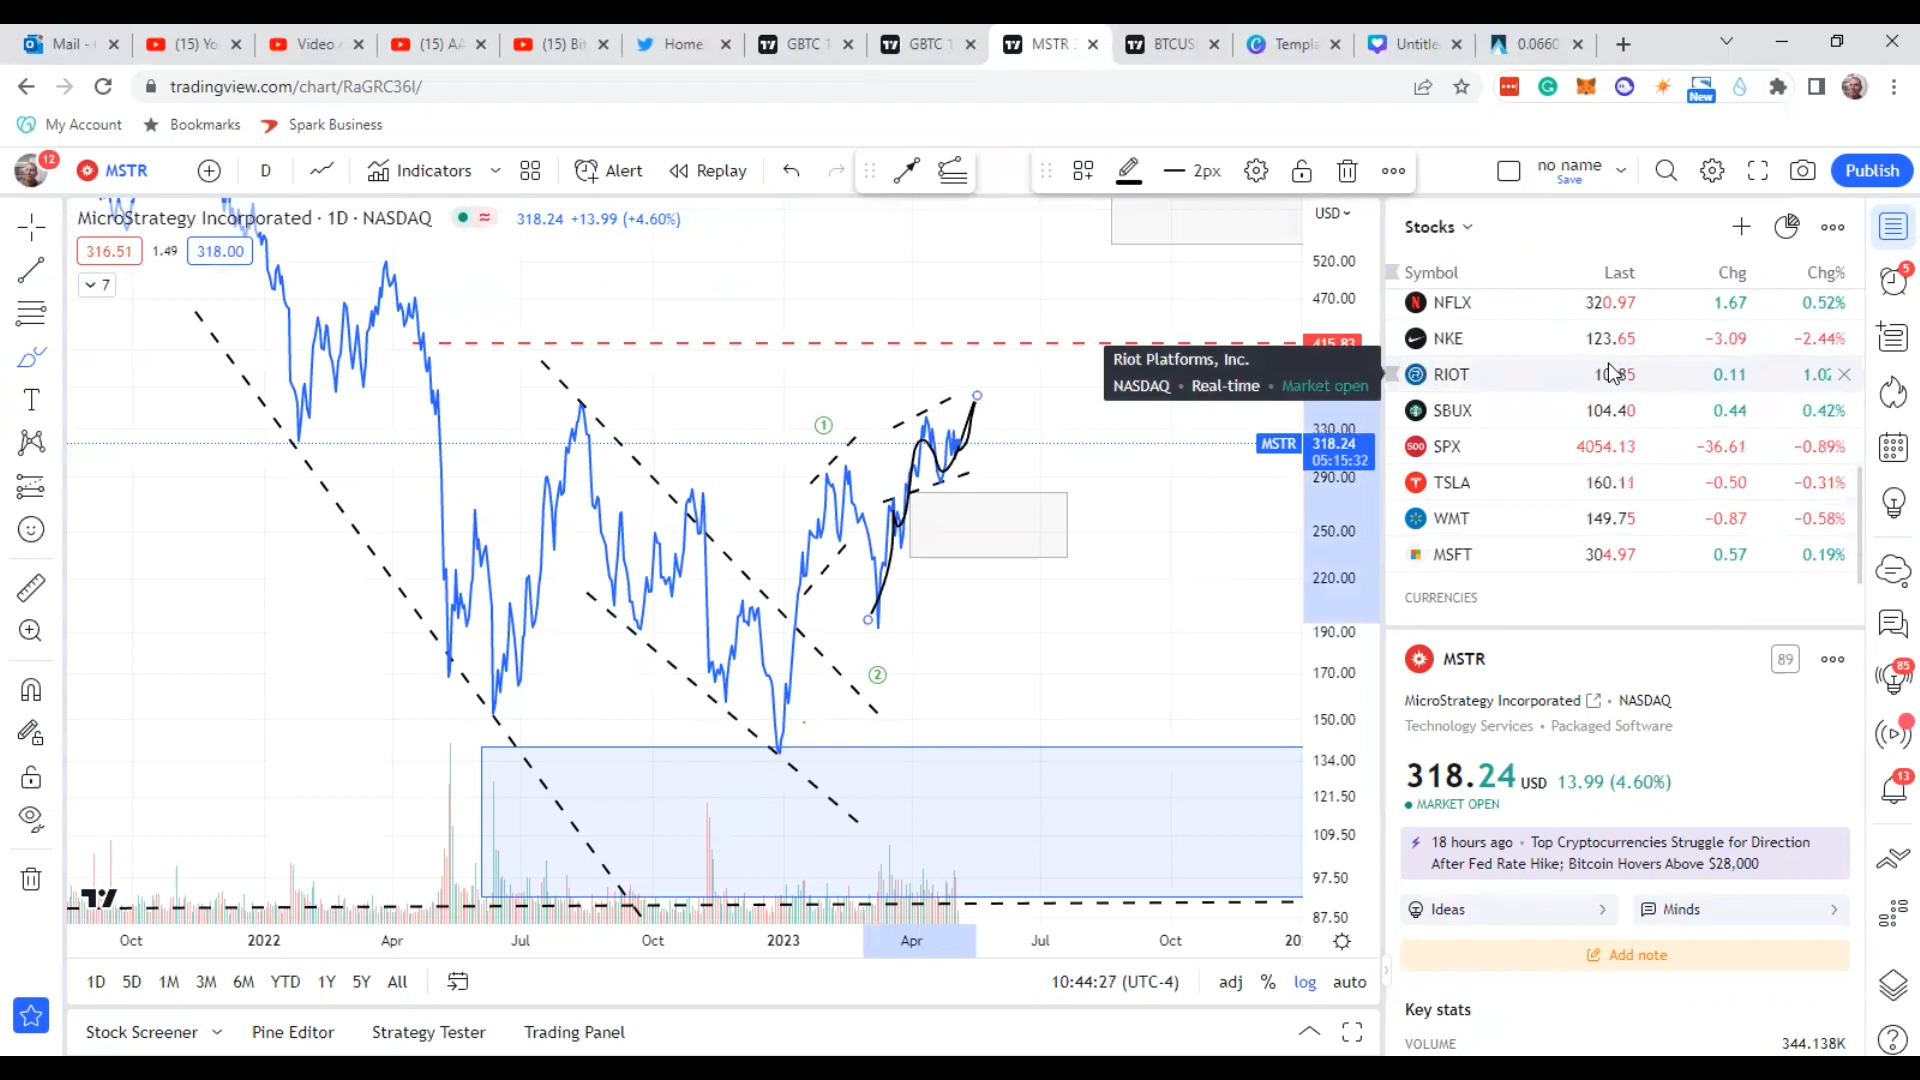 Mail -
(15) Yo
Video /
(15) AA
(15) Bit
Home
GBTC 1
GBTC 1
MSTR
BTCUS
Templa
Untitle
0.0660
tradingview.com/chart/RaGRC36I/
New
My Account
Bookmarks
Spark Business
12
MSTR
D
Indicators
Alert
Replay
2px
no name
Save
Publish
MicroStrategy Incorporated · 1D · NASDAQ
318.24 +13.99 (+4.60%)
316.51
1.49
318.00
7
USD
520.00
470.00
415.83
330.00
MSTR
318.24
05:15:32
290.00
250.00
220.00
190.00
170.00
150.00
134.00
121.50
109.50
97.50
87.50
1
2
Riot Platforms, Inc.
NASDAQ • Real-time • Market open
Oct
2022
Apr
Jul
Oct
2023
Apr
Jul
Oct
20
1D
5D
1M
3M
6M
YTD
1Y
5Y
All
10:44:27 (UTC-4)
adj
%
log
auto
Stock Screener
Pine Editor
Strategy Tester
Trading Panel
Stocks
Symbol Last Chg Chg%
NFLX 320.97 1.67 0.52%
NKE 123.65 −3.09 −2.44%
RIOT 0.11
SBUX 104.40 0.44 0.42%
500 SPX 4054.13 −36.61 −0.89%
TSLA 160.11 −0.50 −0.31%
WMT 149.75 −0.87 −0.58%
MSFT 304.97 0.57 0.19%
CURRENCIES
MSTR
89
MicroStrategy Incorporated • NASDAQ
Technology Services • Packaged Software
318.24 USD 13.99 (4.60%)
MARKET OPEN
18 hours ago • Top Cryptocurrencies Struggle for Direction
After Fed Rate Hike; Bitcoin Hovers Above $28,000
Ideas
Minds
Add note
Key stats
VOLUME 344.138K
5
85
13